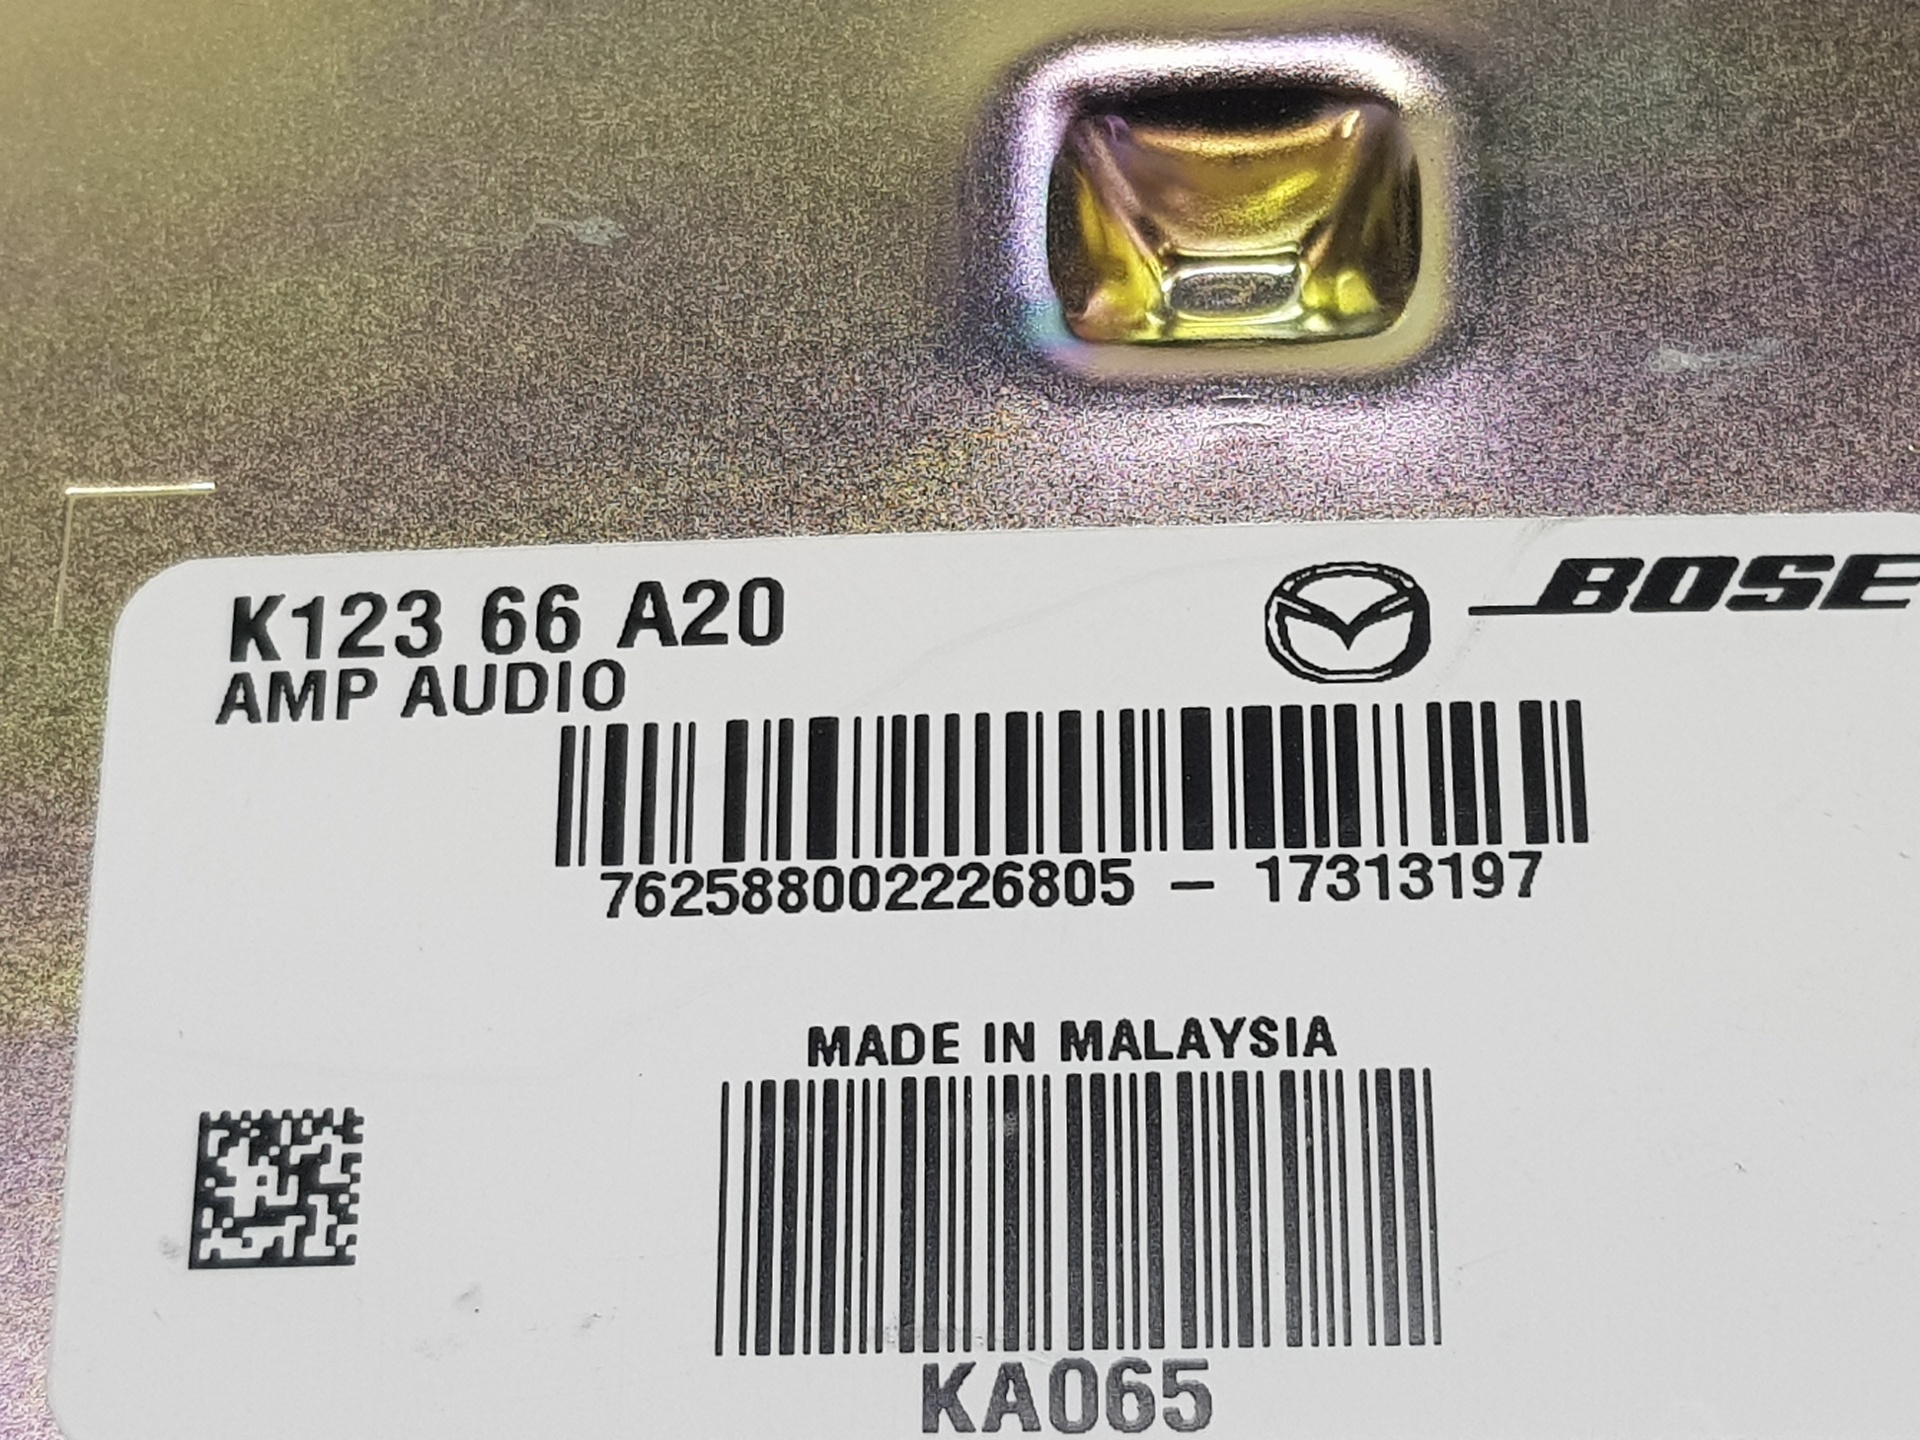 K123 66 A20
BOSE
AMP AUDIO
762588002226805 – 17313197
MADE IN MALAYSIA
KA065